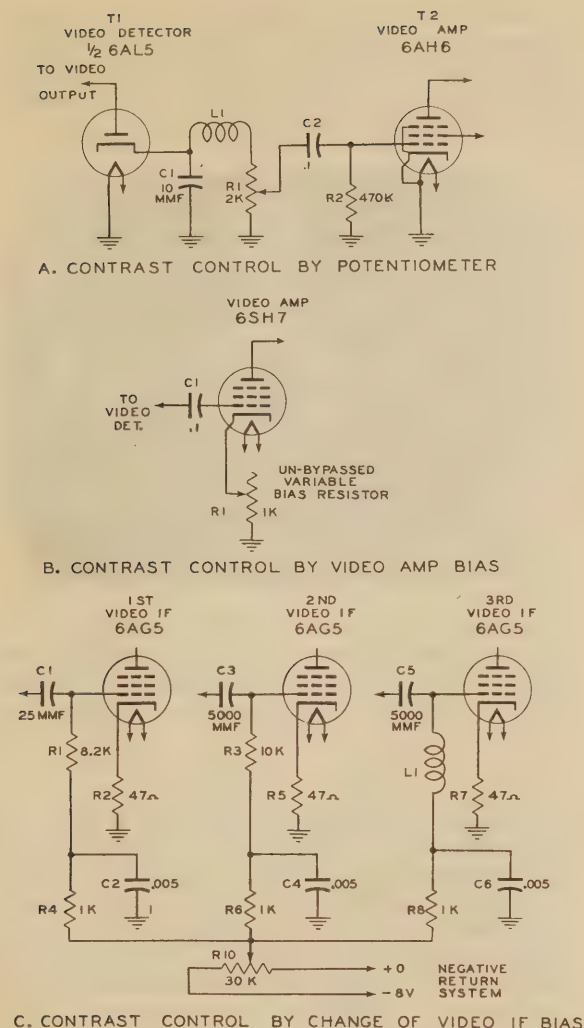 T1
VIDEO DETECTOR
½ 6AL5
TO VIDEO
OUTPUT
T2
VIDEO AMP
6AH6
L1
C2
.1
C1
10
MMF
R1
2K
R2
470K
A. CONTRAST CONTROL BY POTENTIOMETER
VIDEO AMP
6SH7
C1
.1
TO
VIDEO
DET.
UN-BYPASSED
VARIABLE
BIAS RESISTOR
R1
1K
B. CONTRAST CONTROL BY VIDEO AMP BIAS
1ST
VIDEO IF
6AG5
2ND
VIDEO IF
6AG5
3RD
VIDEO IF
6AG5
C1
25 MMF
C3
5000
MMF
C5
5000
MMF
R1
8.2K
R3
10K
L1
R2
47Ω
R5
47Ω
R7
47Ω
C2
.005
C4
.005
C6
.005
R4
1K
R6
1K
R8
1K
R10
30 K
+0
-8V
NEGATIVE
RETURN
SYSTEM
C. CONTRAST CONTROL BY CHANGE OF VIDEO IF BIAS